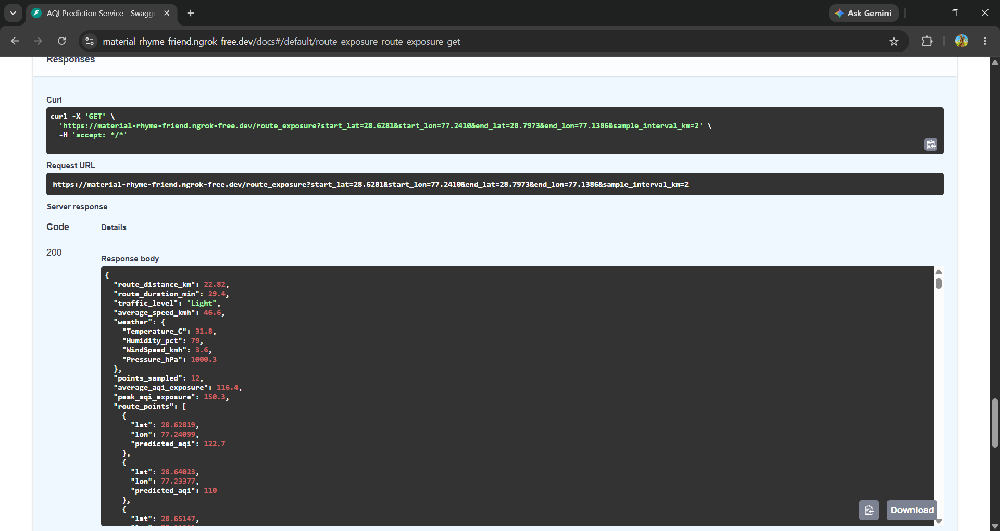 AQI Prediction Service - Swagg
Ask Gemini
material-rhyme-friend.ngrok-free.dev/docs#/default/route_exposure_route_exposure_get
Responses
Curl
curl -X 'GET' \
'https://material-rhyme-friend.ngrok-free.dev/route_exposure?start_lat=28.6281&start_lon=77.2410&end_lat=28.7973&end_lon=77.1386&sample_interval_km=2' \
-H 'accept: */*'
Request URL
https://material-rhyme-friend.ngrok-free.dev/route_exposure?start_lat=28.6281&start_lon=77.2410&end_lat=28.7973&end_lon=77.1386&sample_interval_km=2
Server response
Code Details
200
Response body
{
"route_distance_km": 22.82,
"route_duration_min": 29.4,
"traffic_level": "Light",
"average_speed_kmh": 46.6,
"weather": {
"Temperature_C": 31.8,
"Humidity_pct": 79,
"WindSpeed_kmh": 3.6,
"Pressure_hPa": 1000.3
},
"points_sampled": 12,
"average_aqi_exposure": 116.4,
"peak_aqi_exposure": 150.3,
"route_points": [
{
"lat": 28.62819,
"lon": 77.24099,
"predicted_aqi": 122.7
},
{
"lat": 28.64023,
"lon": 77.23377,
"predicted_aqi": 110
},
{
"lat": 28.65147,
Download